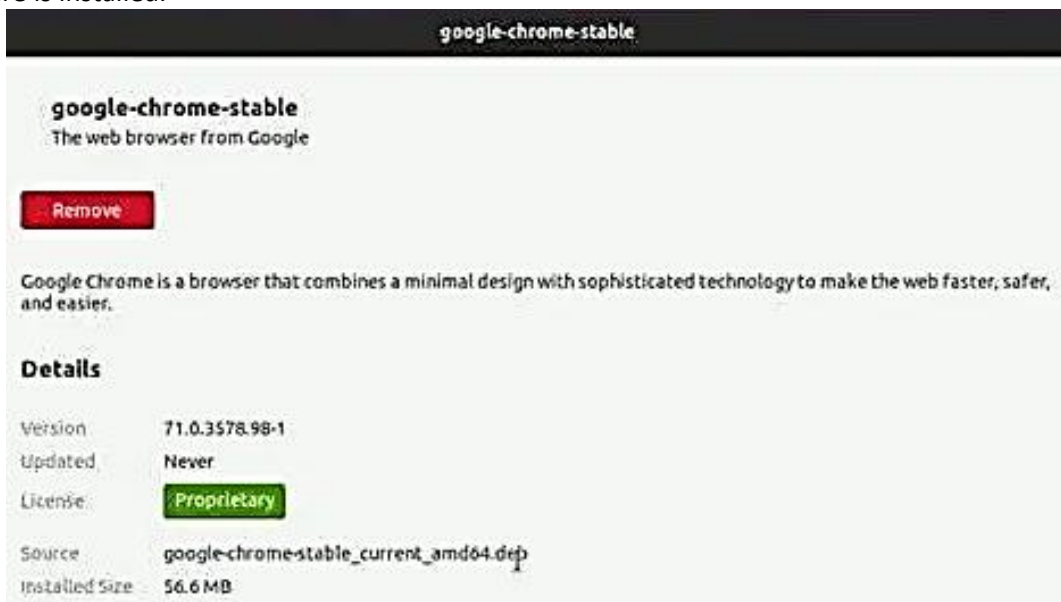 is installed.
google-chrome-stable
google-chrome-stable
The web browser from Google
Remove
Google Chrome is a browser that combines a minimal design with sophisticated technology to make the web faster, safer,
and easier.
Details
Version 71.0.3578.98-1
Updated Never
License Proprietary
Source google-chrome-stable_current_amd64.deb
Installed Size 56.6 MB